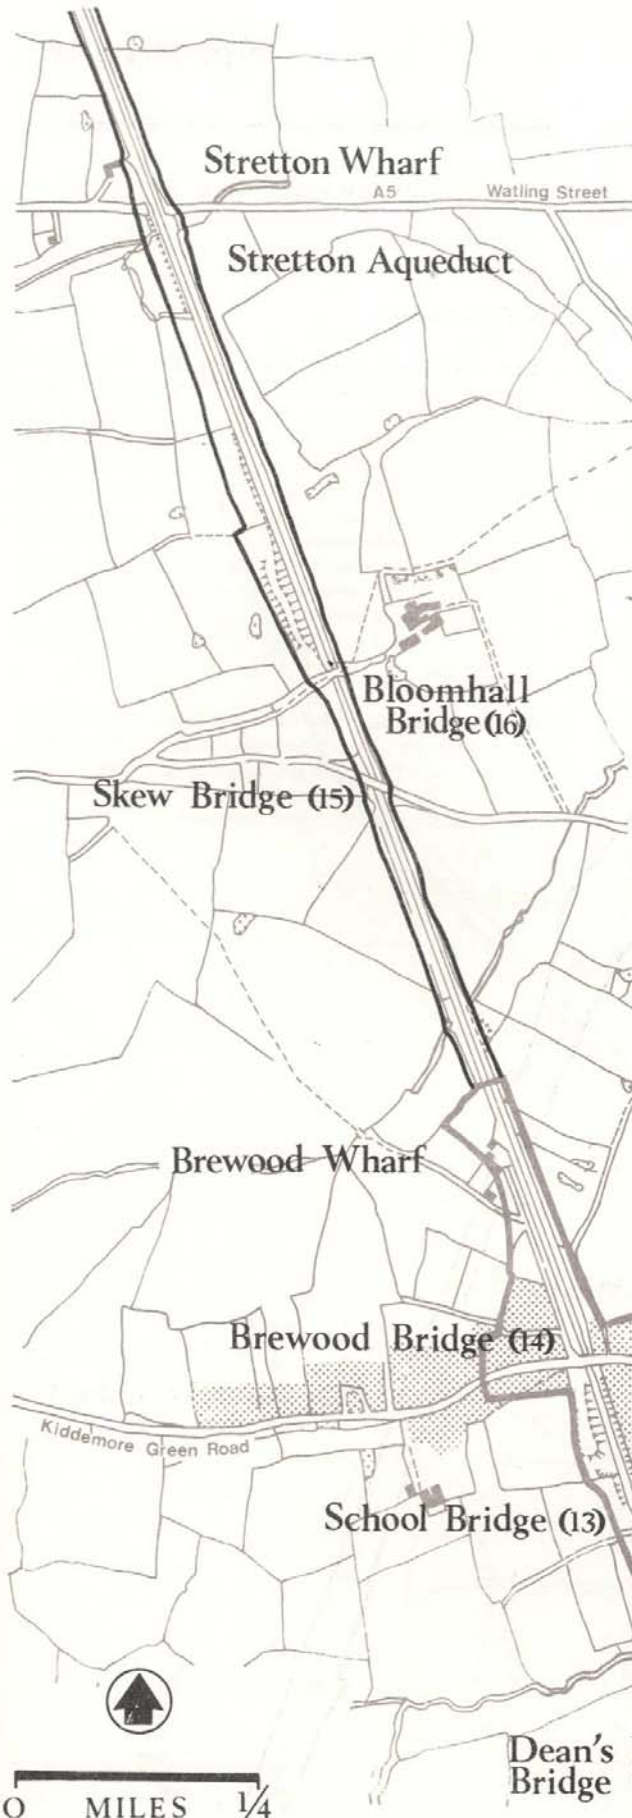 Stretton Wharf
A5 Watling Street
Stretton Aqueduct
Bloomhall
Bridge (16)
Skew Bridge (15)
Brewood Wharf
Brewood Bridge (14)
Kiddemore Green Road
School Bridge (13)
Dean's
Bridge
0 MILES 1/4